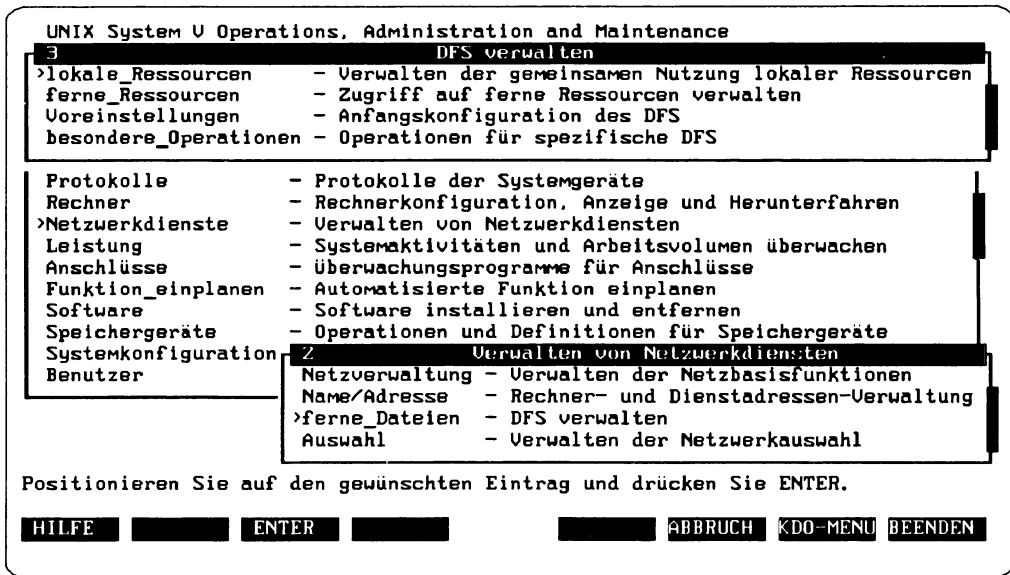 UNIX System V Operations, Administration and Maintenance
3 DFS verwalten
>lokale_Ressourcen - Verwalten der gemeinsamen Nutzung lokaler Ressourcen
ferne_Ressourcen - Zugriff auf ferne Ressourcen verwalten
Voreinstellungen - Anfangskonfiguration des DFS
besondere_Operationen - Operationen für spezifische DFS
Protokolle - Protokolle der Systemgeräte
Rechner - Rechnerkonfiguration, Anzeige und Herunterfahren
>Netzwerkdienste - Verwalten von Netzwerkdiensten
Leistung - Systemaktivitäten und Arbeitsvolumen überwachen
Anschlüsse - Überwachungsprogramme für Anschlüsse
Funktion_einplanen - Automatisierte Funktion einplanen
Software - Software installieren und entfernen
Speichergeräte - Operationen und Definitionen für Speichergeräte
Systemkonfiguration
Benutzer
2 Verwalten von Netzwerkdiensten
Netzverwaltung - Verwalten der Netzbasisfunktionen
Name/Adresse - Rechner- und Dienstadressen-Verwaltung
>ferne_Dateien - DFS verwalten
Auswahl - Verwalten der Netzwerkauswahl
Positionieren Sie auf den gewünschten Eintrag und drücken Sie ENTER.
HILFE ENTER ABBRUCH KDO-MENU BEENDEN